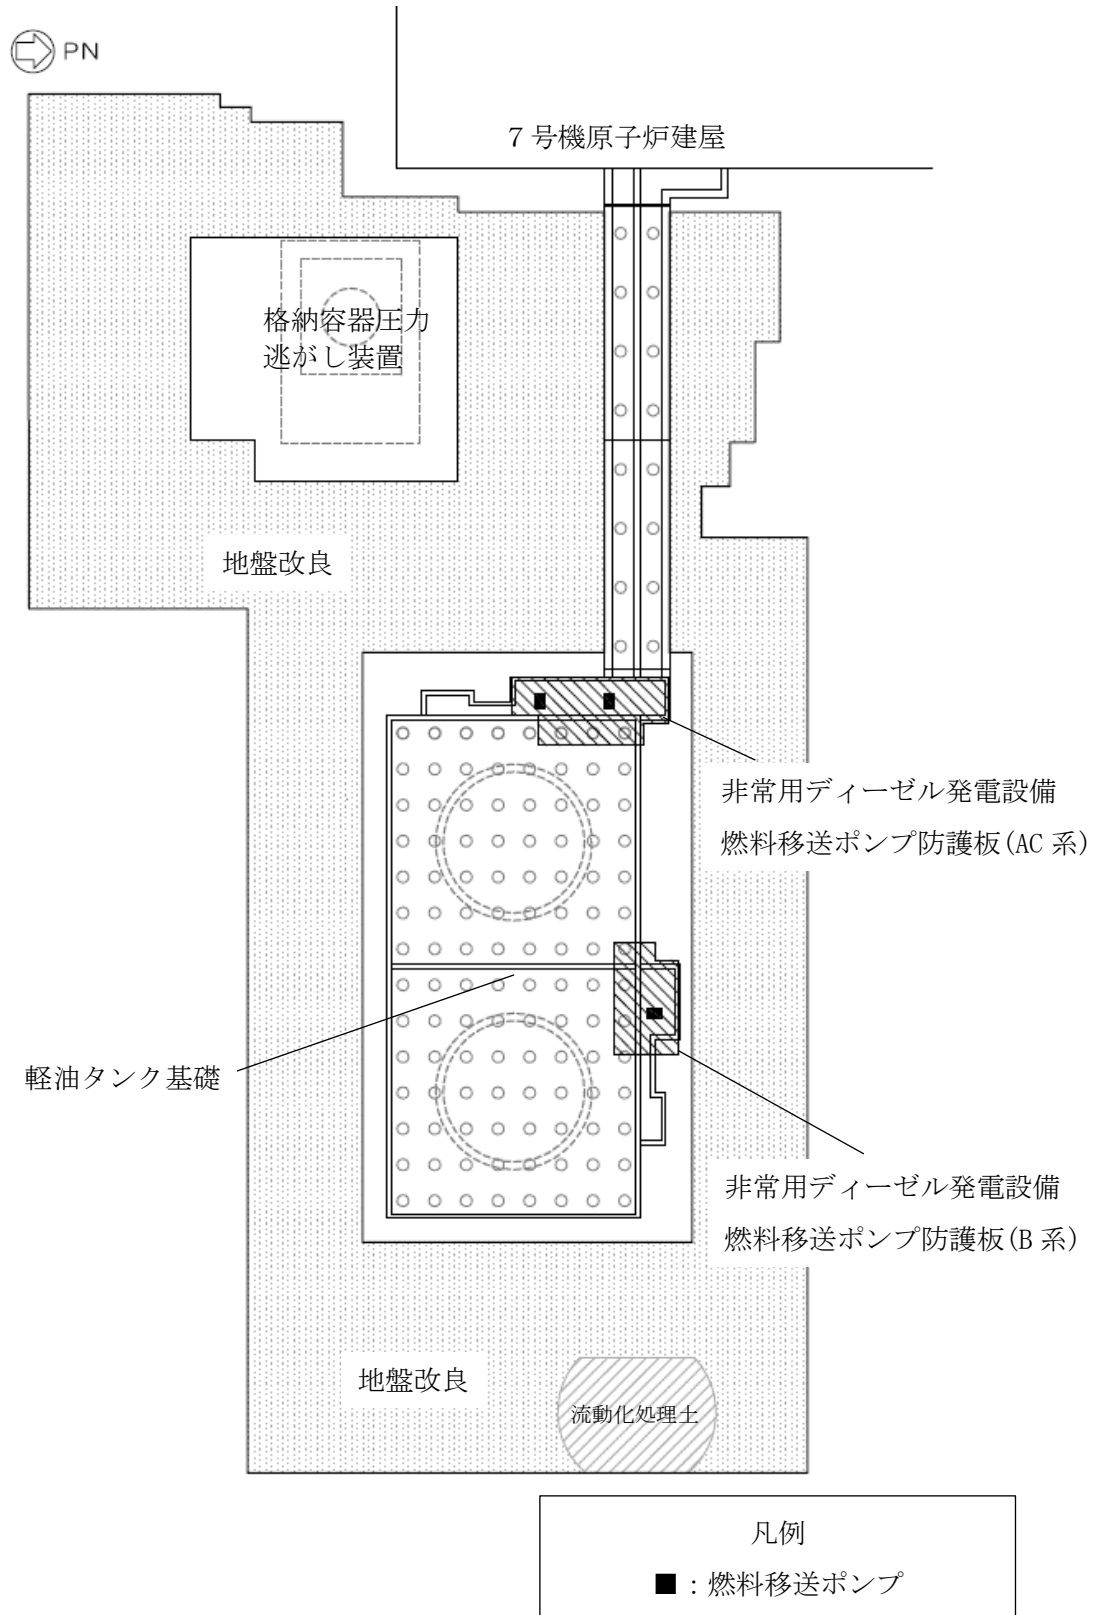 PN
7号機原子炉建屋
格納容器圧力
逃がし装置
地盤改良
非常用ディーゼル発電設備
燃料移送ポンプ防護板(AC系)
軽油タンク基礎
非常用ディーゼル発電設備
燃料移送ポンプ防護板(B系)
地盤改良
流動化処理土
凡例
■：燃料移送ポンプ